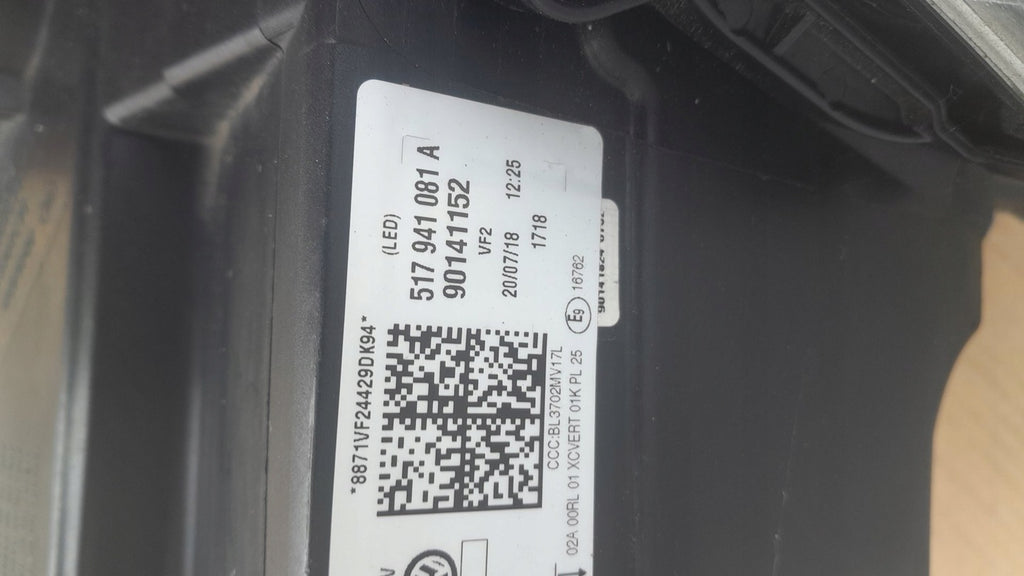 *8871VF24429DK94*
(LED)
517 941 081 A
90141152
VF2
20/07/18 12:25
1718
E9 16762
CCC:BL3702MV17L
02A 00RL 01 XCVERT 01K PL 25